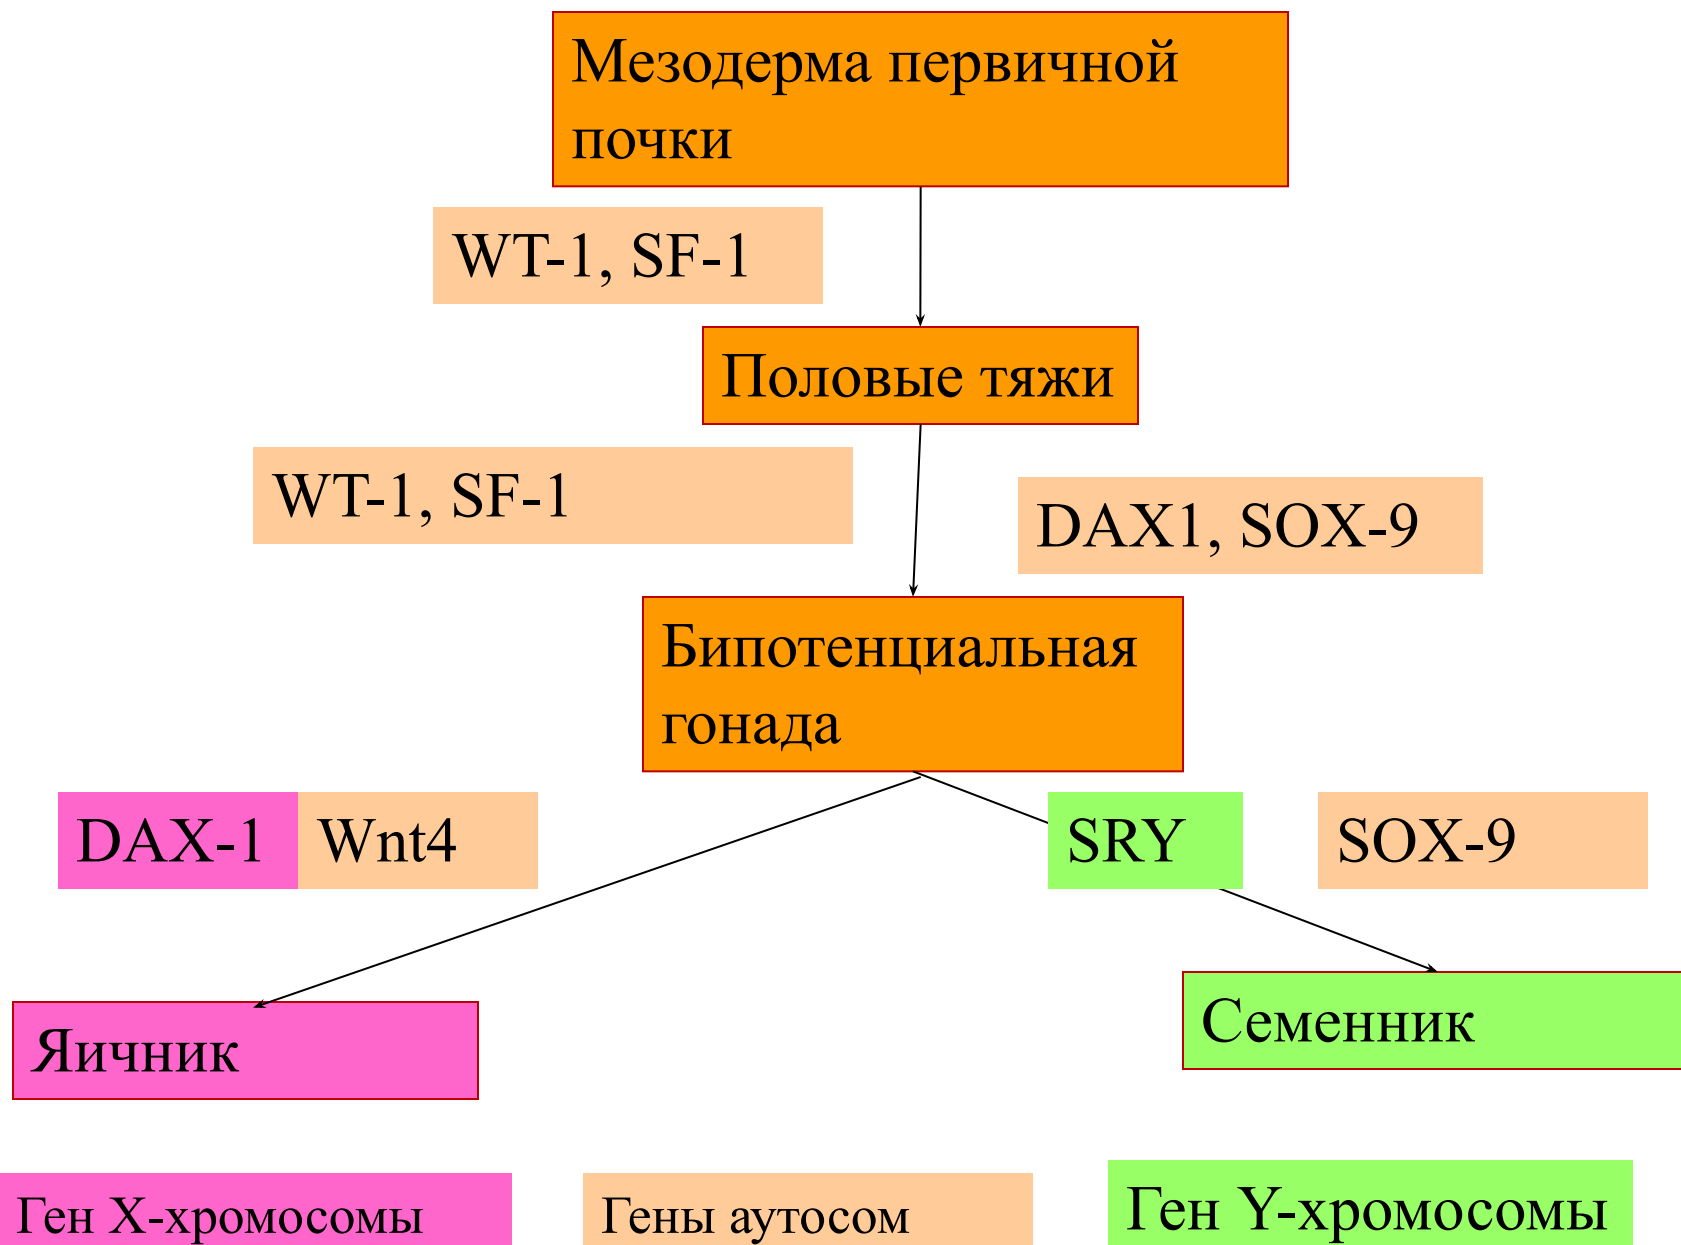 Мезодерма первичной
почки
WT-1, SF-1
Половые тяжи
WT-1, SF-1
DAX1, SOX-9
Бипотенциальная
гонада
DAX-1
Wnt4
SRY
SOX-9
Яичник
Семенник
Ген X-хромосомы
Гены аутосом
Ген Y-хромосомы